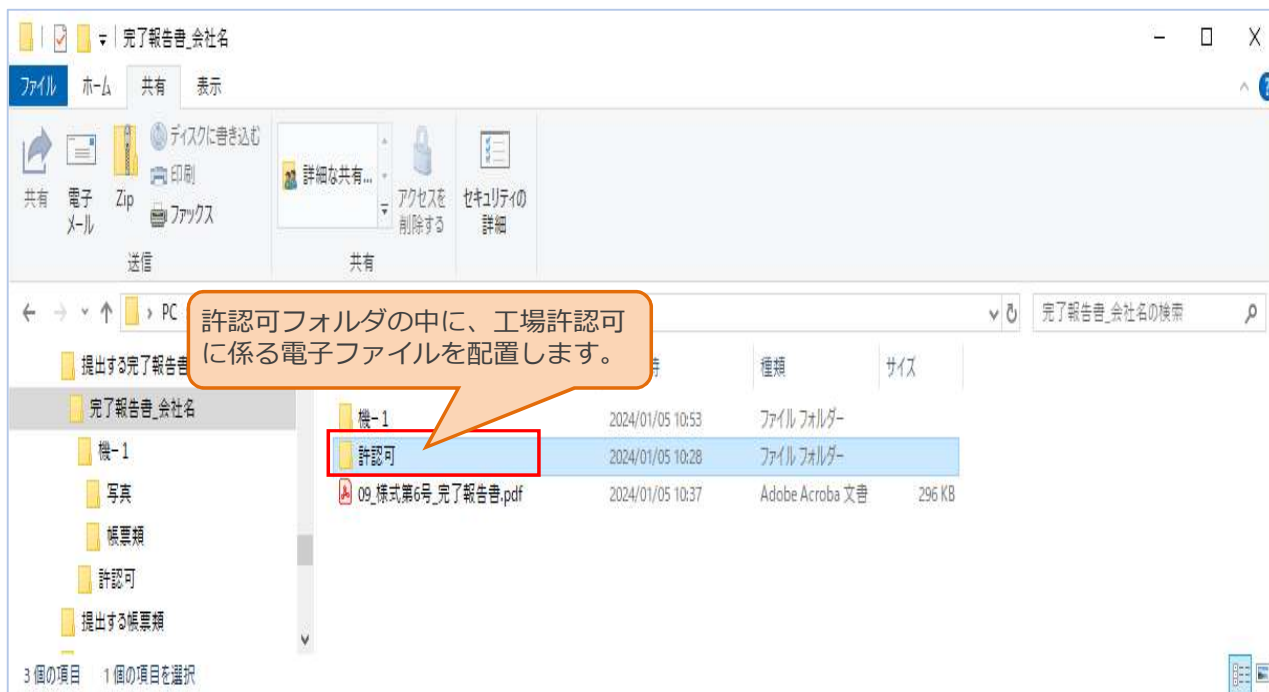 完了報告書_会社名
ファイル ホーム 共有 表示
共有
電子
メール
Zip
ディスクに書き込む
印刷
ファックス
送信
詳細な共有...
アクセスを
削除する
共有
セキュリティの
詳細
PC
完了報告書_会社名の検索
許認可フォルダの中に、工場許認可
に係る電子ファイルを配置します。
種類 サイズ
提出する完了報告書
完了報告書_会社名
機-1
写真
帳票類
許認可
提出する帳票類
機-1 2024/01/05 10:53 ファイル フォルダー
許認可 2024/01/05 10:28 ファイル フォルダー
09_様式第6号_完了報告書.pdf 2024/01/05 10:37 Adobe Acroba 文書 296 KB
3 個の項目 1 個の項目を選択